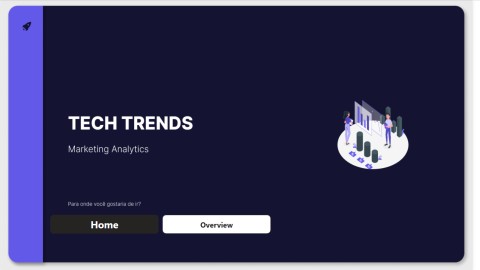 TECH TRENDS
Marketing Analytics
Para onde você gostaria de ir?
Home
Overview